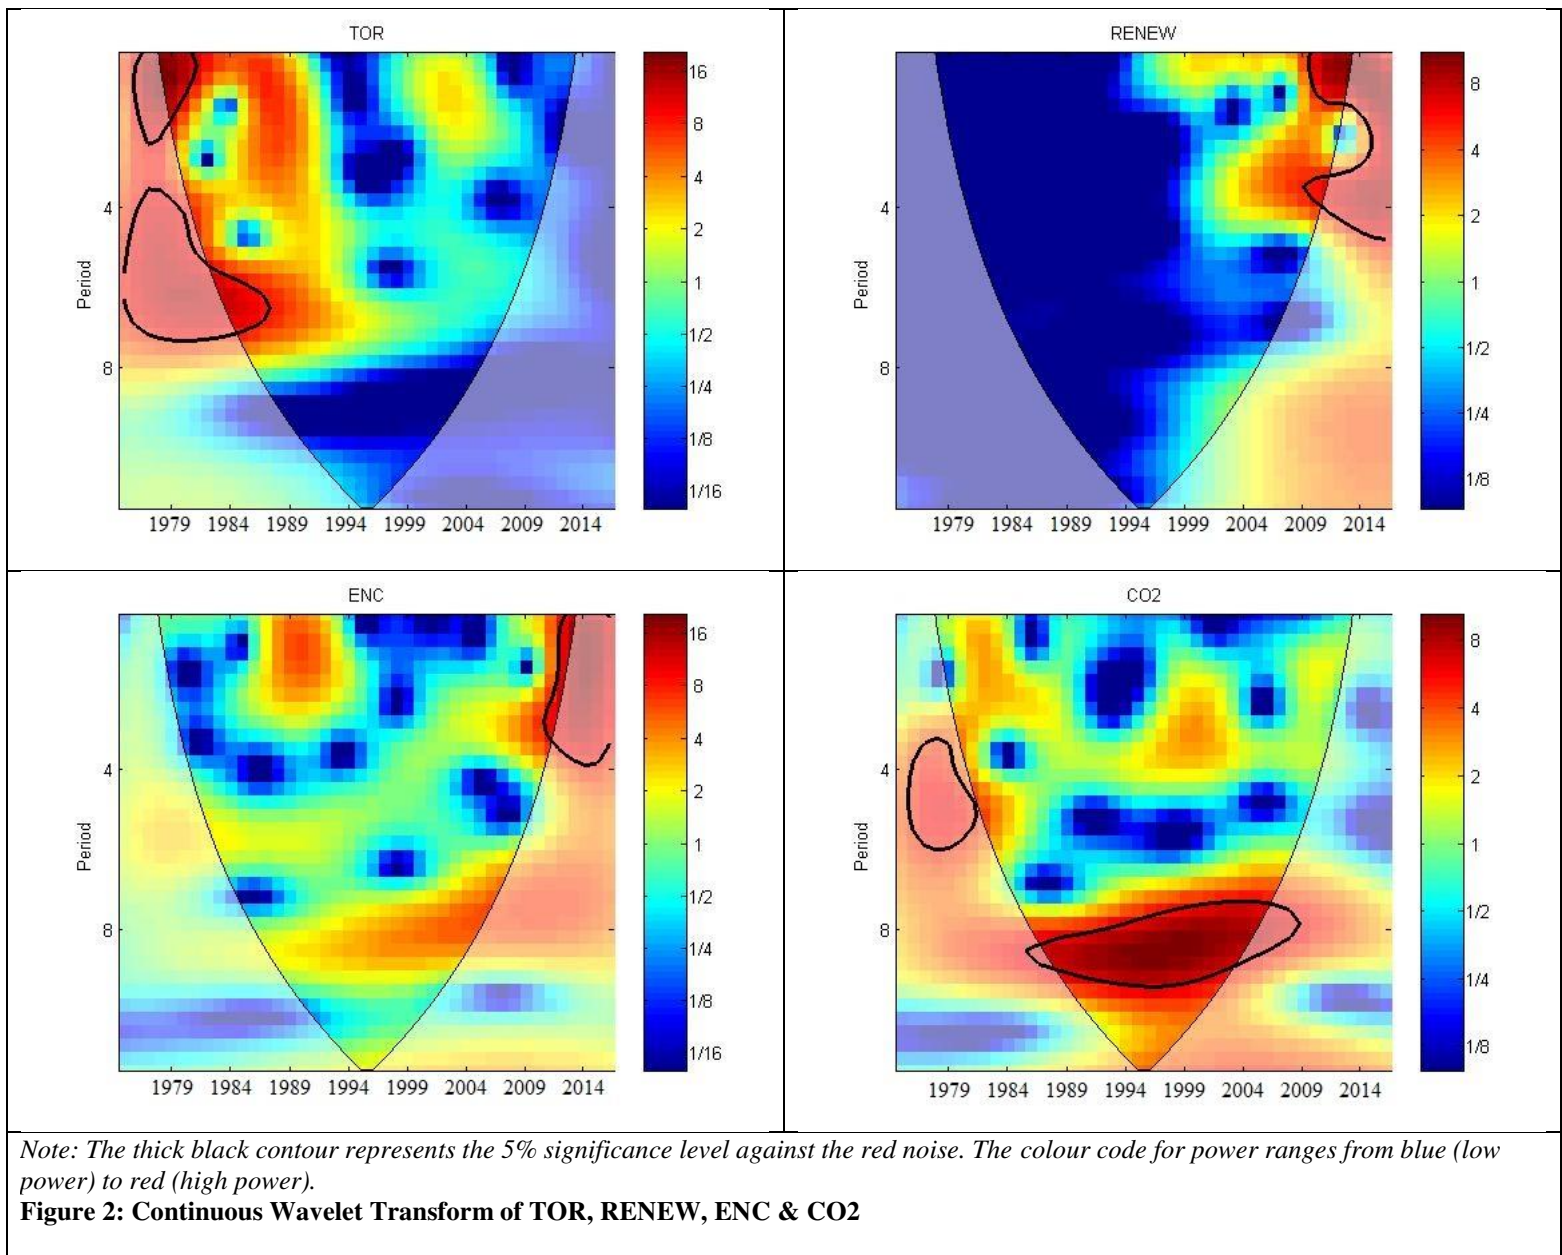 TOR
16
8
4
2
1
1/2
1/4
1/8
1/16
Period
4
8
1979 1984 1989 1994 1999 2004 2009 2014
RENEW
8
4
2
1
1/2
1/4
1/8
Period
4
8
1979 1984 1989 1995 1999 2004 2009 2014
ENC
16
8
4
2
1
1/2
1/4
1/8
1/16
Period
4
8
1979 1984 1989 1994 1999 2004 2009 2014
CO2
8
4
2
1
1/2
1/4
1/8
Period
4
8
1979 1984 1989 1994 1999 2004 2009 2014
Note: The thick black contour represents the 5% significance level against the red noise. The colour code for power ranges from blue (low
power) to red (high power).
Figure 2: Continuous Wavelet Transform of TOR, RENEW, ENC & CO2